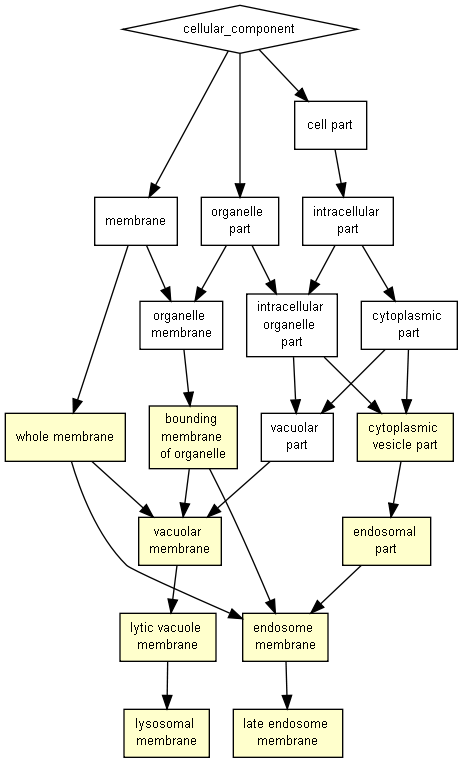 cellular_component
cell part
membrane
organelle
part
intracellular
part
organelle
membrane
intracellular
organelle
part
cytoplasmic
part
whole membrane
bounding
membrane
of organelle
vacuolar
part
cytoplasmic
vesicle part
vacuolar
membrane
endosomal
part
lytic vacuole
membrane
endosome
membrane
lysosomal
membrane
late endosome
membrane